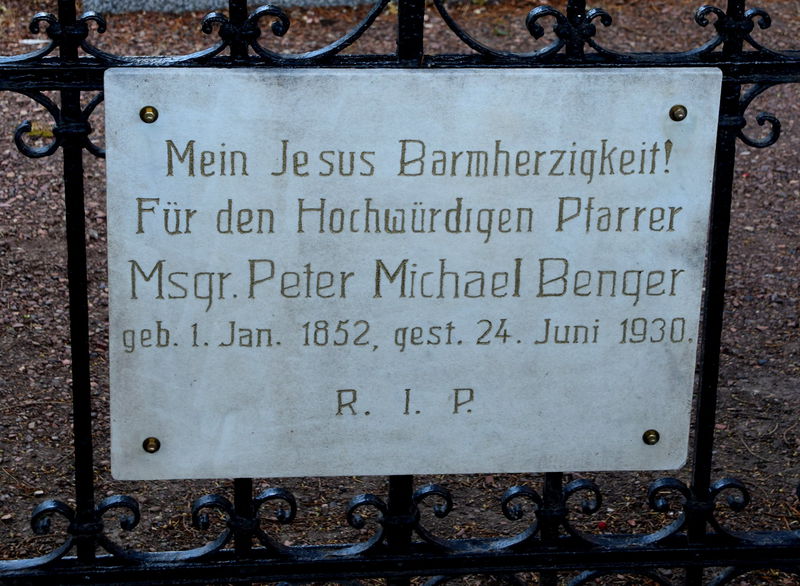 Mein Jesus Barmherzigkeit!
Für den Hochwürdigen Pfarrer
Msgr. Peter Michael Benger
geb. 1. Jan. 1852, gest. 24. Juni 1930.
R. I. P.